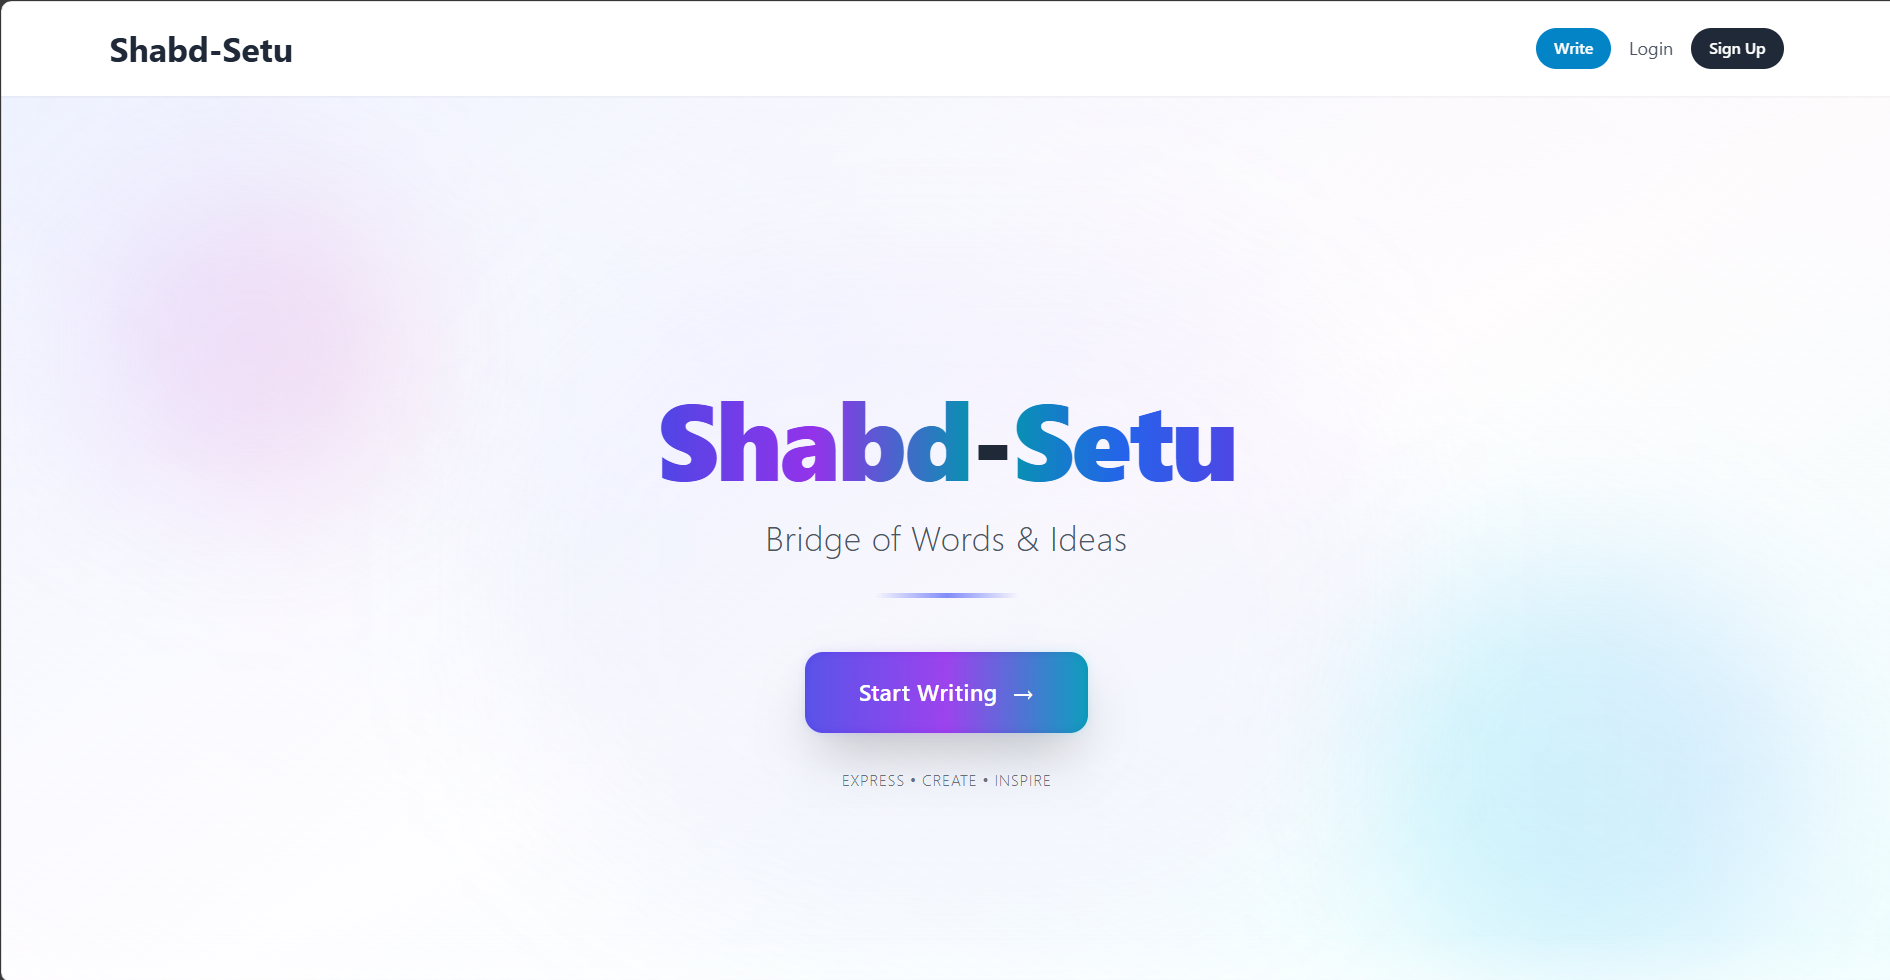 Shabd-Setu
Write Login Sign Up
Shabd-Setu
Bridge of Words & Ideas
Start Writing →
EXPRESS • CREATE • INSPIRE